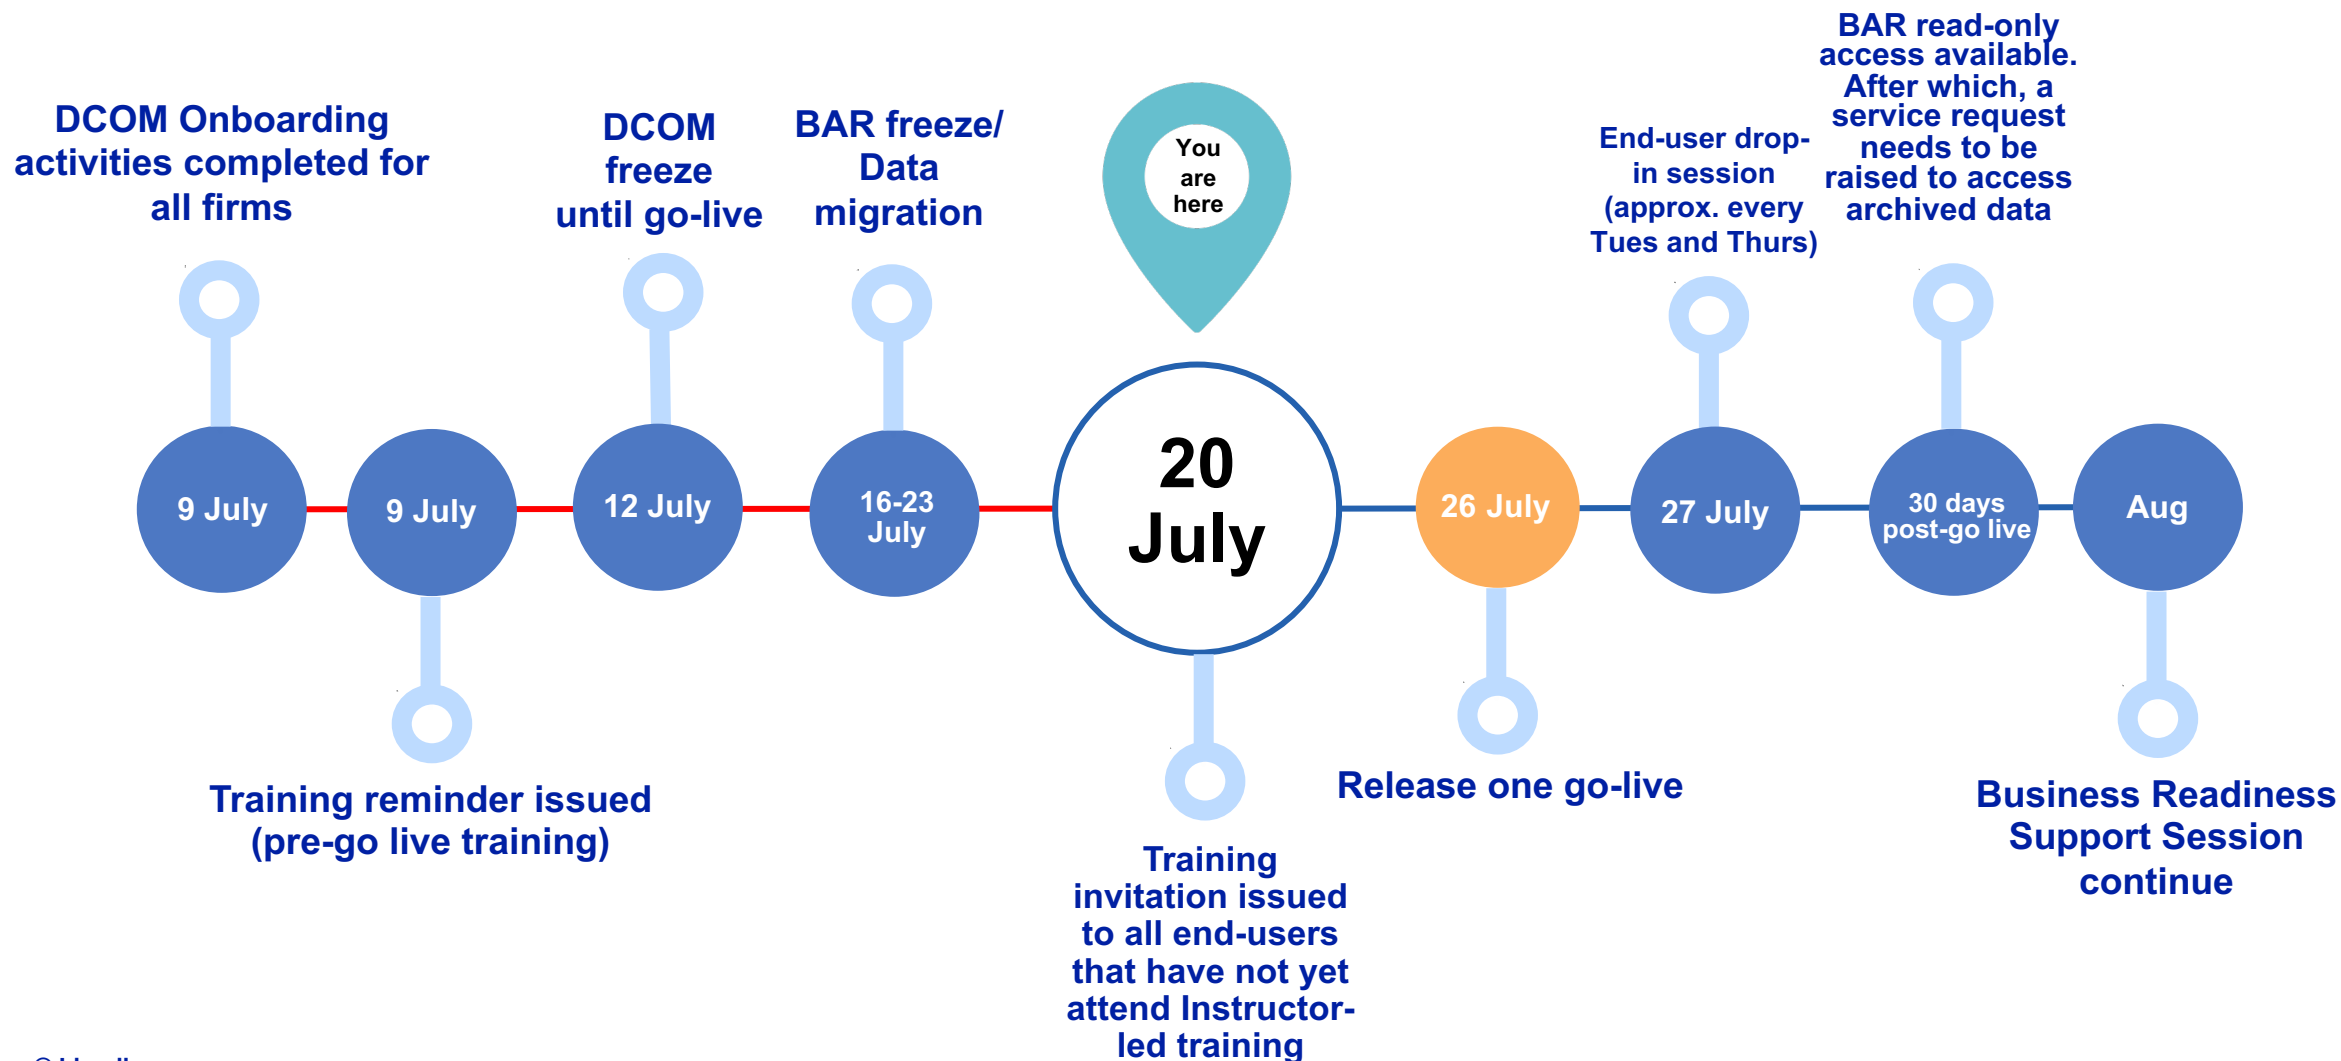 DCOM Onboarding
activities completed for
all firms
DCOM
freeze
until go-live
BAR freeze/
Data
migration
You
are
here
End-user drop-
in session
(approx. every
Tues and Thurs)
BAR read-only
access available.
After which, a
service request
needs to be
raised to access
archived data
9 July
9 July
12 July
16-23
July
20
July
26 July
27 July
30 days
post-go live
Aug
Training reminder issued
(pre-go live training)
Training
invitation issued
to all end-users
that have not yet
attend Instructor-
led training
Release one go-live
Business Readiness
Support Session
continue